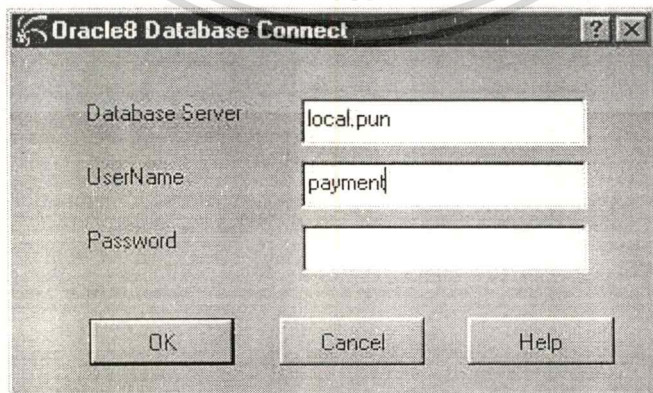 Oracle8 Database Connect
Database Server local.pun
UserName payment
Password
OK Cancel Help